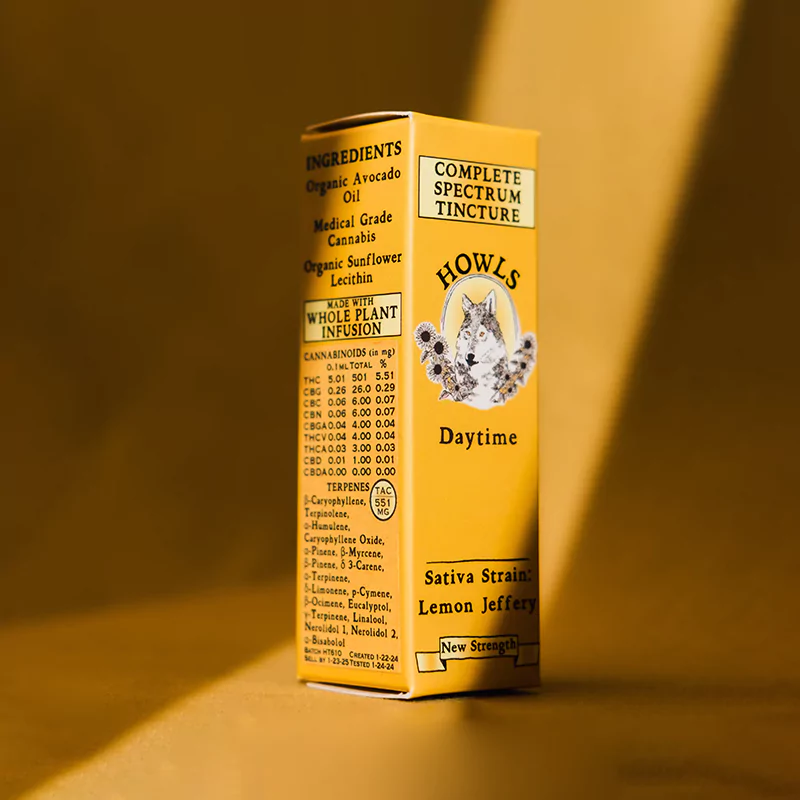 INGREDIENTS
Organic Avocado
Oil
Medical Grade
Cannabis
Organic Sunflower
Lecithin
MADE WITH
WHOLE PLANT
INFUSION
CANNABINOIDS (in mg)
0.1ML TOTAL %
THC 5.01 501 5.51
CBG 0.26 26.0 0.29
CBC 0.06 6.00 0.07
CBN 0.06 6.00 0.07
CBGA 0.04 4.00 0.04
THCV 0.04 4.00 0.04
THCA 0.03 3.00 0.03
CBD 0.01 1.00 0.01
CBDA 0.00 0.00 0.00
TERPENES
TAC
551
MG
β-Caryophyllene,
Terpinolene,
α-Humulene,
Caryophyllene Oxide,
α-Pinene, β-Myrcene,
β-Pinene, δ 3-Carene,
α-Terpinene,
δ-Limonene, p-Cymene,
β-Ocimene, Eucalyptol,
γ-Terpinene, Linalool,
Nerolidol 1, Nerolidol 2,
α-Bisabolol
BATCH HT610 CREATED 1-22-24
SELL BY 1-23-25 TESTED 1-24-24
COMPLETE
SPECTRUM
TINCTURE
HOWLS
Daytime
Sativa Strain:
Lemon Jeffery
New Strength